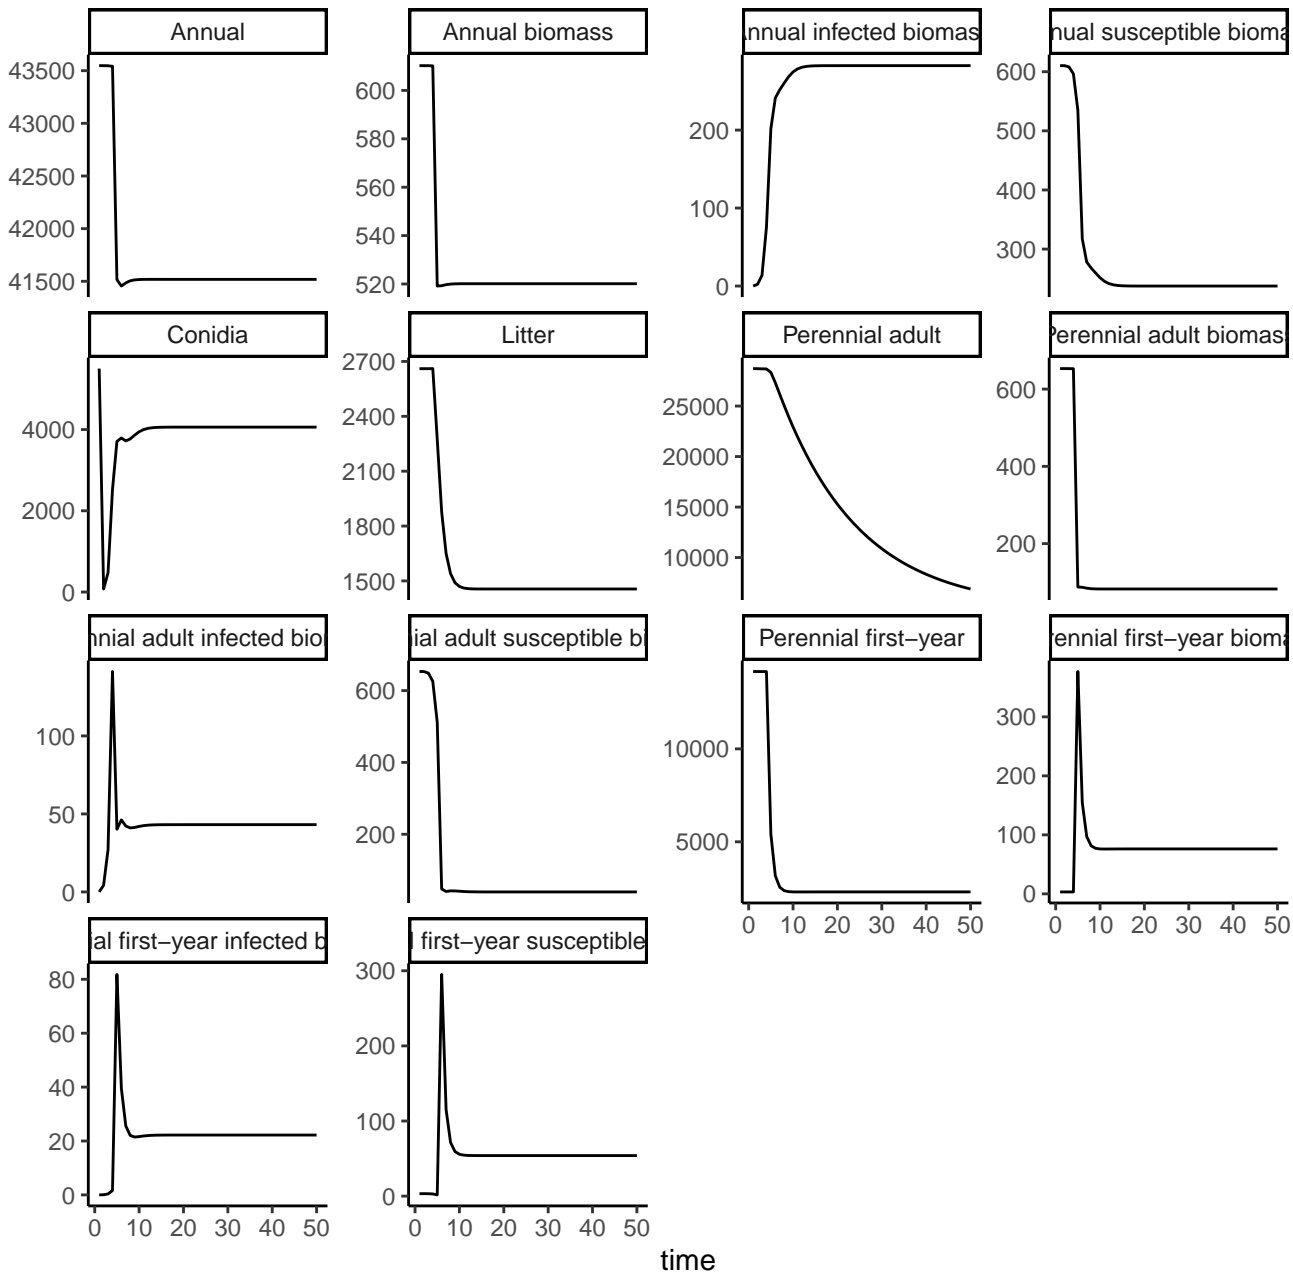 Annual
Annual biomass
nnual infected biomas
nual susceptible bioma
43500
43000
42500
42000
41500
600
580
560
540
520
200
100
0
600
500
400
300
Conidia
Litter
Perennial adult
Perennial adult biomas
4000
2000
0
2700
2400
2100
1800
1500
25000
20000
15000
10000
600
400
200
nnial adult infected bio
ial adult susceptible b
Perennial first−year
rennial first−year bioma
100
50
0
600
400
200
10000
5000
300
200
100
0
0 10 20 30 40 50
0 10 20 30 40 50
ial first−year infected b
first−year susceptible
80
60
40
20
0
300
200
100
0
0 10 20 30 40 50
0 10 20 30 40 50
time